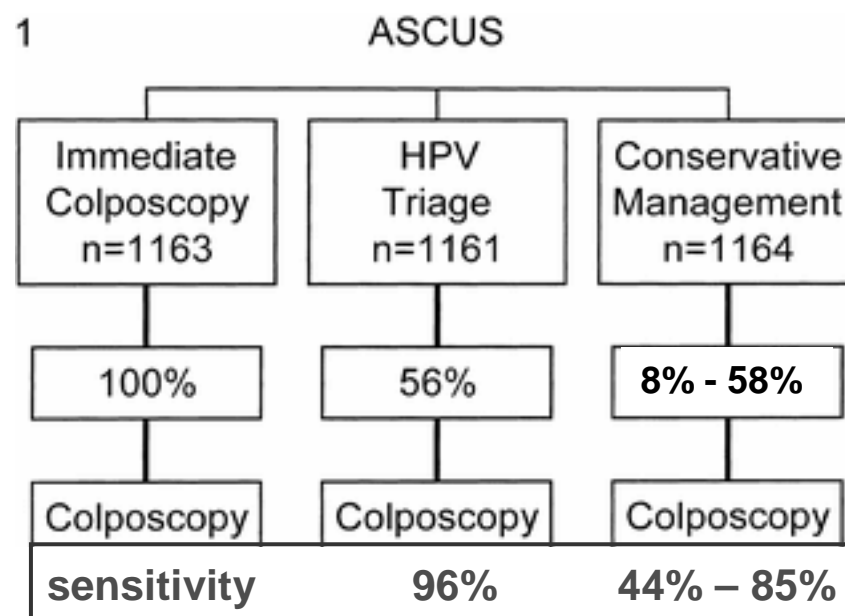 1
ASCUS
Immediate
Colposcopy
n=1163
HPV
Triage
n=1161
Conservative
Management
n=1164
100%
56%
8% - 58%
Colposcopy
Colposcopy
Colposcopy
sensitivity 96% 44% – 85%